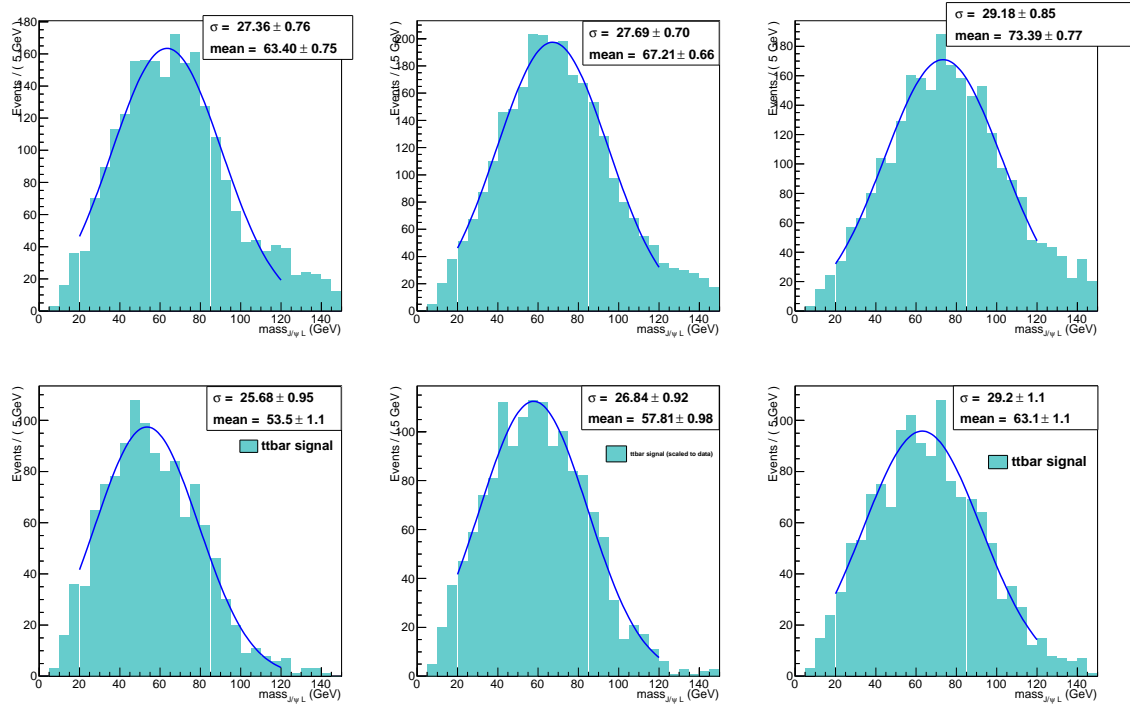 σ = 27.36 ± 0.76
mean = 63.40 ± 0.75
Events / ( 5 GeV )
180
160
140
120
100
80
60
40
20
0
0 20 40 60 80 100 120 140
mass J/ψ L (GeV)
σ = 27.69 ± 0.70
mean = 67.21 ± 0.66
Events / ( 5 GeV )
200
180
160
140
120
100
80
60
40
20
0
0 20 40 60 80 100 120 140
mass J/ψ L (GeV)
σ = 29.18 ± 0.85
mean = 73.39 ± 0.77
Events / ( 5 GeV )
180
160
140
120
100
80
60
40
20
0
0 20 40 60 80 100 120 140
mass J/ψ L (GeV)
σ = 25.68 ± 0.95
mean = 53.5 ± 1.1
ttbar signal
Events / ( 5 GeV )
100
80
60
40
20
0
0 20 40 60 80 100 120 140
mass J/ψ L (GeV)
σ = 26.84 ± 0.92
mean = 57.81 ± 0.98
ttbar signal (scaled to data)
Events / ( 5 GeV )
100
80
60
40
20
0
0 20 40 60 80 100 120 140
mass J/ψ L (GeV)
σ = 29.2 ± 1.1
mean = 63.1 ± 1.1
ttbar signal
Events / ( 5 GeV )
100
80
60
40
20
0
0 20 40 60 80 100 120 140
mass J/ψ L (GeV)